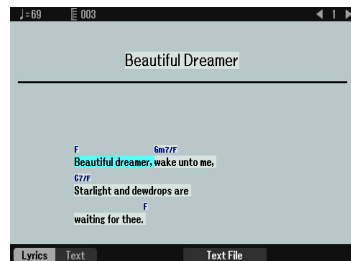 ♩=69 003 ◀ 1 ▶
Beautiful Dreamer
F Gm7/F
Beautiful dreamer, wake unto me,
G7/F
Starlight and dewdrops are
F
waiting for thee.
Lyrics Text Text File